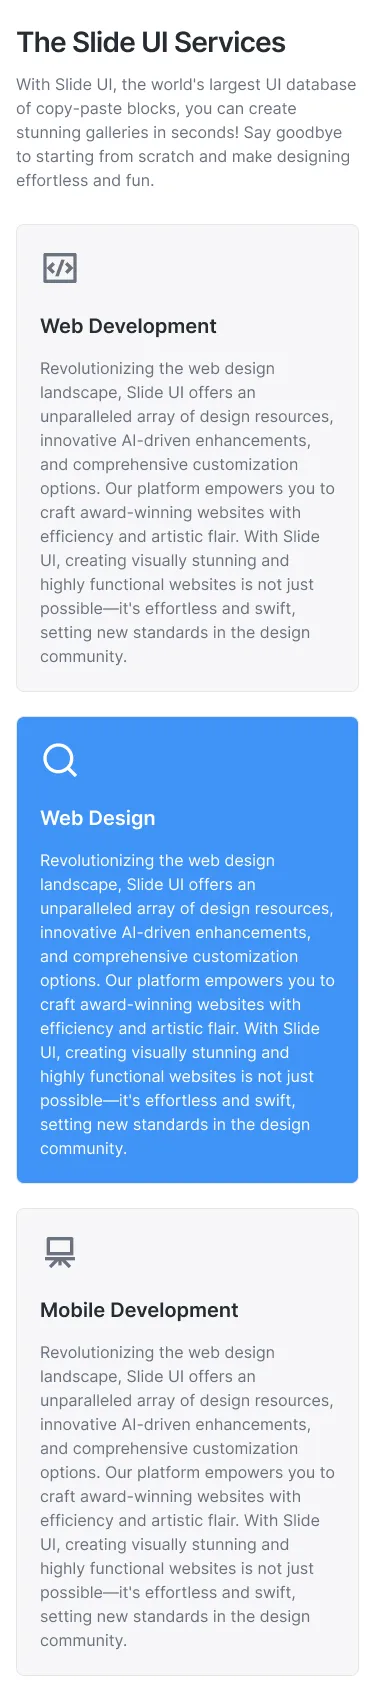 The Slide UI Services
With Slide UI, the world's largest UI database
of copy-paste blocks, you can create
stunning galleries in seconds! Say goodbye
to starting from scratch and make designing
effortless and fun.
Web Development
Revolutionizing the web design
landscape, Slide UI offers an
unparalleled array of design resources,
innovative AI-driven enhancements,
and comprehensive customization
options. Our platform empowers you to
craft award-winning websites with
efficiency and artistic flair. With Slide
UI, creating visually stunning and
highly functional websites is not just
possible—it's effortless and swift,
setting new standards in the design
community.
Web Design
Revolutionizing the web design
landscape, Slide UI offers an
unparalleled array of design resources,
innovative AI-driven enhancements,
and comprehensive customization
options. Our platform empowers you to
craft award-winning websites with
efficiency and artistic flair. With Slide
UI, creating visually stunning and
highly functional websites is not just
possible—it's effortless and swift,
setting new standards in the design
community.
Mobile Development
Revolutionizing the web design
landscape, Slide UI offers an
unparalleled array of design resources,
innovative AI-driven enhancements,
and comprehensive customization
options. Our platform empowers you to
craft award-winning websites with
efficiency and artistic flair. With Slide
UI, creating visually stunning and
highly functional websites is not just
possible—it's effortless and swift,
setting new standards in the design
community.